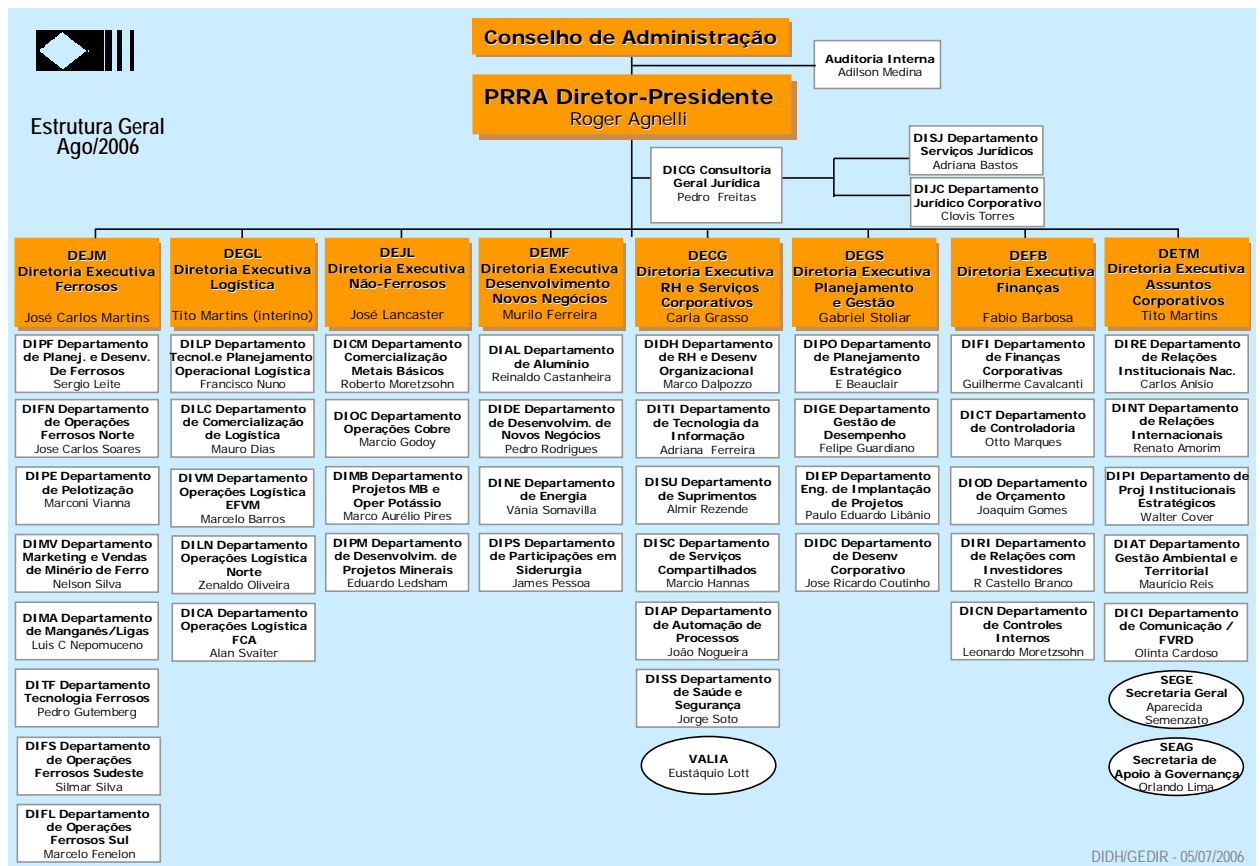 Conselho de Administração
Auditoria Interna
Adilson Medina
PRRA Diretor-Presidente
Roger Agnelli
Estrutura Geral
Ago/2006
DICG Consultoria
Geral Jurídica
Pedro Freitas
DISJ Departamento
Serviços Jurídicos
Adriana Bastos
DIJC Departamento
Jurídico Corporativo
Clovis Torres
DEJM
Diretoria Executiva
Ferrosos
José Carlos Martins
DIPF Departamento
de Planej. e Desenv.
De Ferrosos
Sergio Leite
DIFN Departamento
de Operações
Ferrosos Norte
Jose Carlos Soares
DIPE Departamento
de Pelotização
Marconi Vianna
DIMV Departamento
Marketing e Vendas
de Minério de Ferro
Nelson Silva
DIMA Departamento
de Manganês/Ligas
Luis C Nepomuceno
DITF Departamento
Tecnologia Ferrosos
Pedro Gutemberg
DIFS Departamento
de Operações
Ferrosos Sudeste
Silmar Silva
DIFL Departamento
de Operações
Ferrosos Sul
Marcelo Fenelon
DEGL
Diretoria Executiva
Logística
Tito Martins (interino)
DILP Departamento
Tecnol.e Planejamento
Operacional Logística
Francisco Nuno
DILC Departamento
de Comercialização
de Logística
Mauro Dias
DIVM Departamento
Operações Logística
EFVM
Marcelo Barros
DILN Departamento
Operações Logística
Norte
Zenaldo Oliveira
DICA Departamento
Operações Logística
FCA
Alan Svaiter
DEJL
Diretoria Executiva
Não-Ferrosos
José Lancaster
DICM Departamento
Comercialização
Metais Básicos
Roberto Moretzsohn
DIOC Departamento
Operações Cobre
Marcio Godoy
DIMB Departamento
Projetos MB e
Oper Potássio
Marco Aurélio Pires
DIPM Departamento
de Desenvolvim. de
Projetos Minerais
Eduardo Ledsham
DEMF
Diretoria Executiva
Desenvolvimento
Novos Negócios
Murilo Ferreira
DIAL Departamento
de Alumínio
Reinaldo Castanheira
DIDE Departamento
de Desenvolvim. de
Novos Negócios
Pedro Rodrigues
DINE Departamento
de Energia
Vânia Somavilla
DIPS Departamento
de Participações em
Siderurgia
James Pessoa
DECG
Diretoria Executiva
RH e Serviços
Corporativos
Carla Grasso
DIDH Departamento
de RH e Desenv
Organizacional
Marco Dalpozzo
DITI Departamento
de Tecnologia da
Informação
Adriana Ferreira
DISU Departamento
de Suprimentos
Almir Rezende
DISC Departamento
de Serviços
Compartilhados
Marcio Hannas
DIAP Departamento
de Automação de
Processos
João Nogueira
DISS Departamento
de Saúde e
Segurança
Jorge Soto
VALIA
Eustáquio Lott
DEGS
Diretoria Executiva
Planejamento
e Gestão
Gabriel Stoliar
DIPO Departamento
de Planejamento
Estratégico
E Beauclair
DIGE Departamento
Gestão de
Desempenho
Felipe Guardiano
DIEP Departamento
Eng. de Implantação
de Projetos
Paulo Eduardo Libânio
DIDC Departamento
de Desenv
Corporativo
Jose Ricardo Coutinho
DEFB
Diretoria Executiva
Finanças
Fabio Barbosa
DIFI Departamento
de Finanças
Corporativas
Guilherme Cavalcanti
DICT Departamento
de Controladoria
Otto Marques
DIOD Departamento
de Orçamento
Joaquim Gomes
DIRI Departamento
de Relações com
Investidores
R Castello Branco
DICN Departamento
de Controles
Internos
Leonardo Moretzsohn
DETM
Diretoria Executiva
Assuntos
Corporativos
Tito Martins
DIRE Departamento
de Relações
Institucionais Nac.
Carlos Anísio
DINT Departamento
de Relações
Internacionais
Renato Amorim
DIPI Departamento de
Proj Institucionais
Estratégicos
Walter Cover
DIAT Departamento
Gestão Ambiental e
Territorial
Maurício Reis
DICI Departamento
de Comunicação /
FVRD
Olinta Cardoso
SEGE
Secretaria Geral
Aparecida
Semenzato
SEAG
Secretaria de
Apoio à Governança
Orlando Lima
DIDH/GEDIR - 05/07/2006